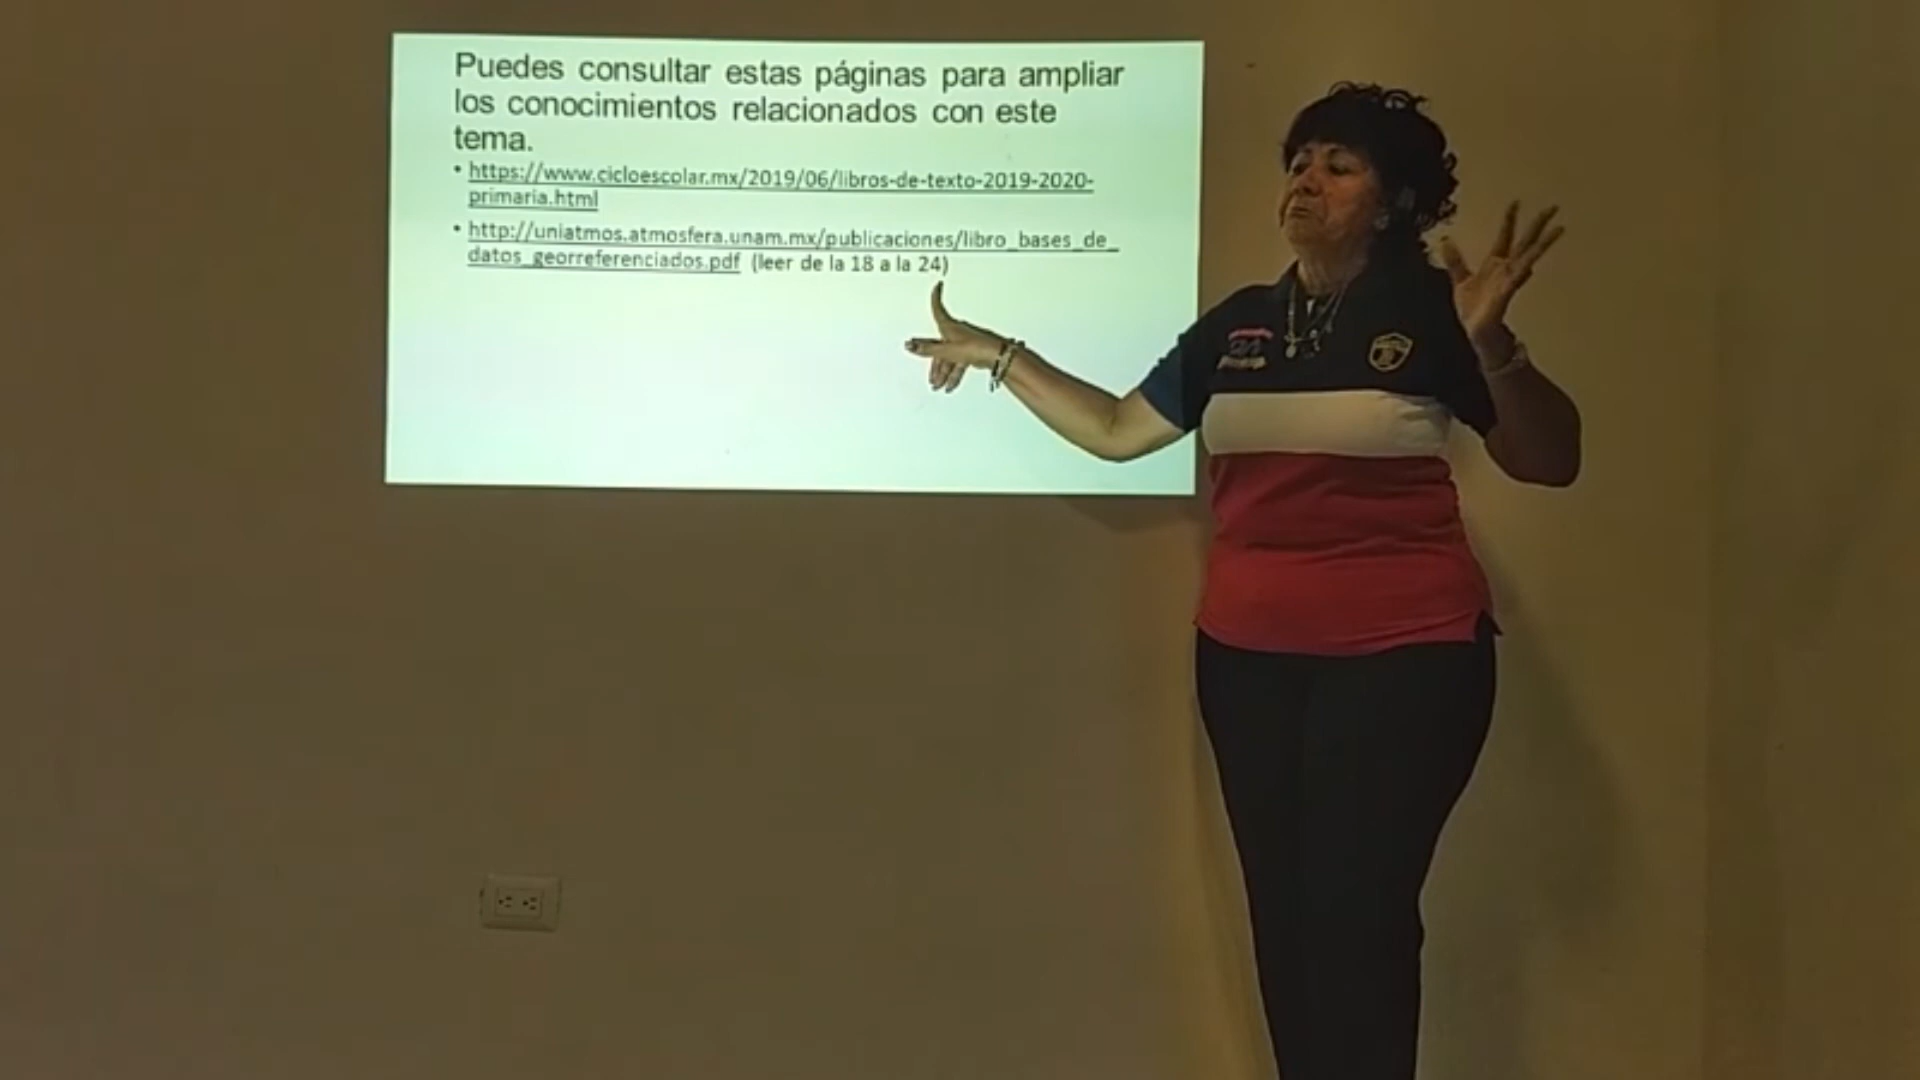 Puedes consultar estas páginas para ampliar
los conocimientos relacionados con este
tema.
• https://www.cicloescolar.mx/2019/06/libros-de-texto-2019-2020-
primaria.html
• http://uniatmos.atmosfera.unam.mx/publicaciones/libro_bases_de_
datos_georreferenciados.pdf (leer de la 18 a la 24)